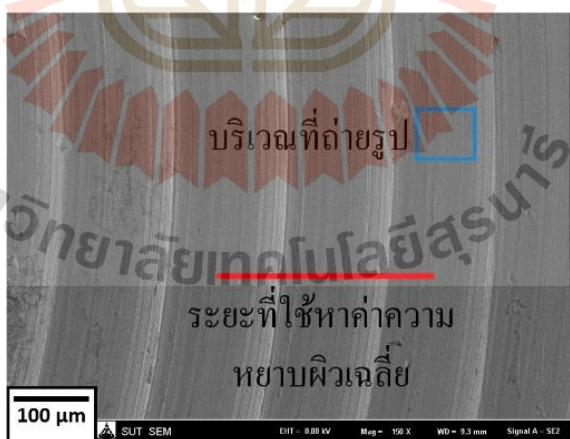 บริเวณที่ถ่ายรูป
วิทยาลัยเทคโนโลยีสุรนาร
ระยะที่ใช้หาค่าความ
หยาบผิวเฉลี่ย
100 μm
SUT SEM EHT = 8.00 kV Mag = 150 X WD = 9.3 mm Signal A = SE2